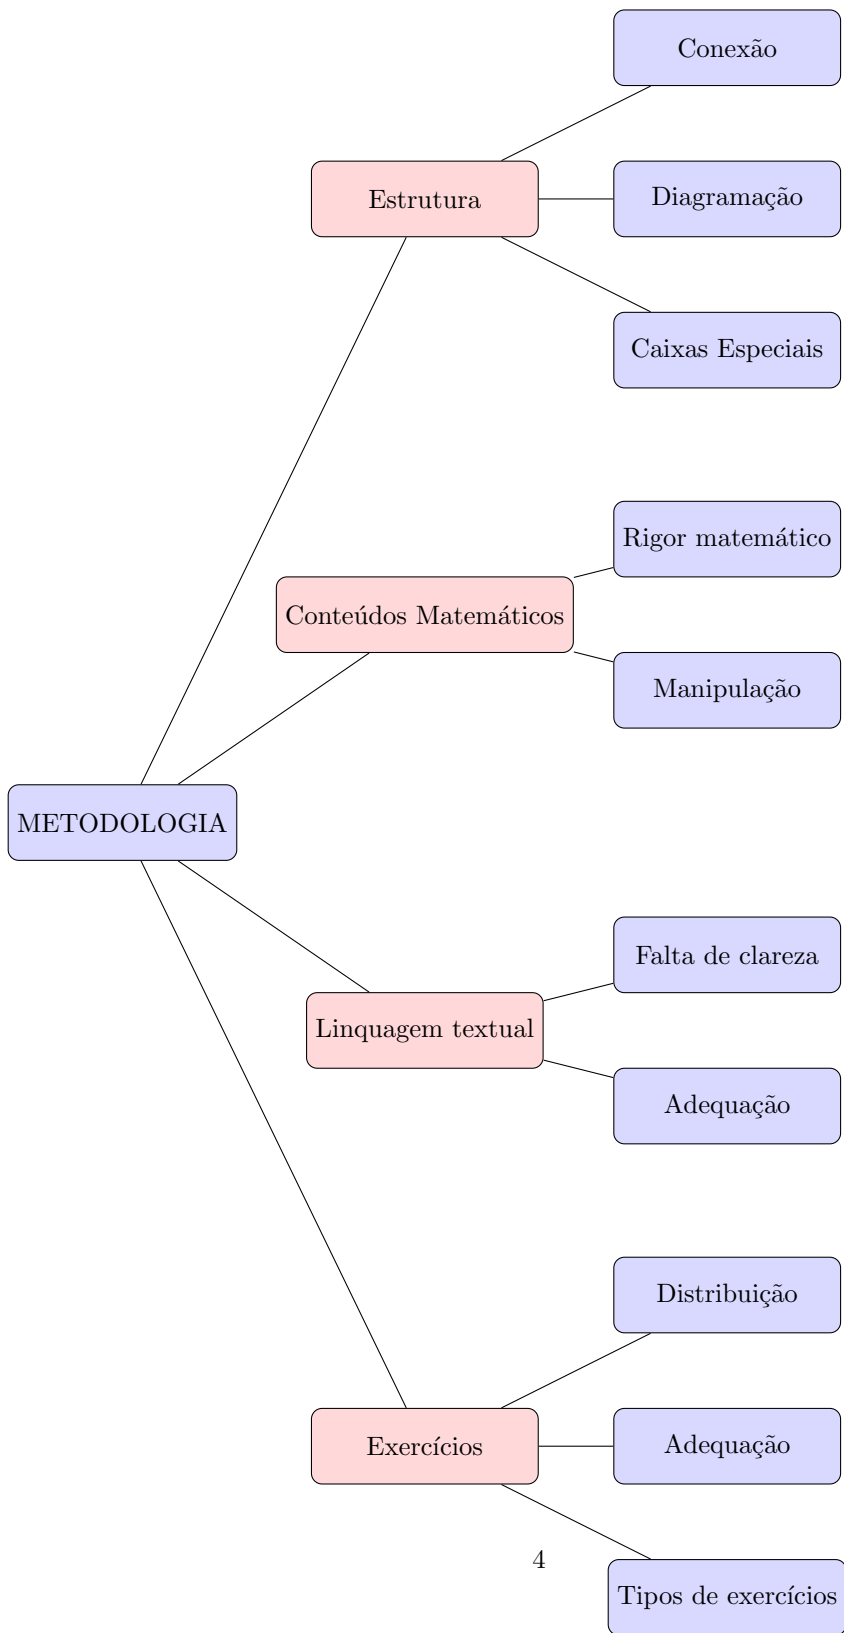 Conexão
Estrutura
Diagramação
Caixas Especiais
Rigor matemático
Conteúdos Matemáticos
Manipulação
METODOLOGIA
Falta de clareza
Linquagem textual
Adequação
Distribuição
Exercícios
Adequação
4
Tipos de exercícios